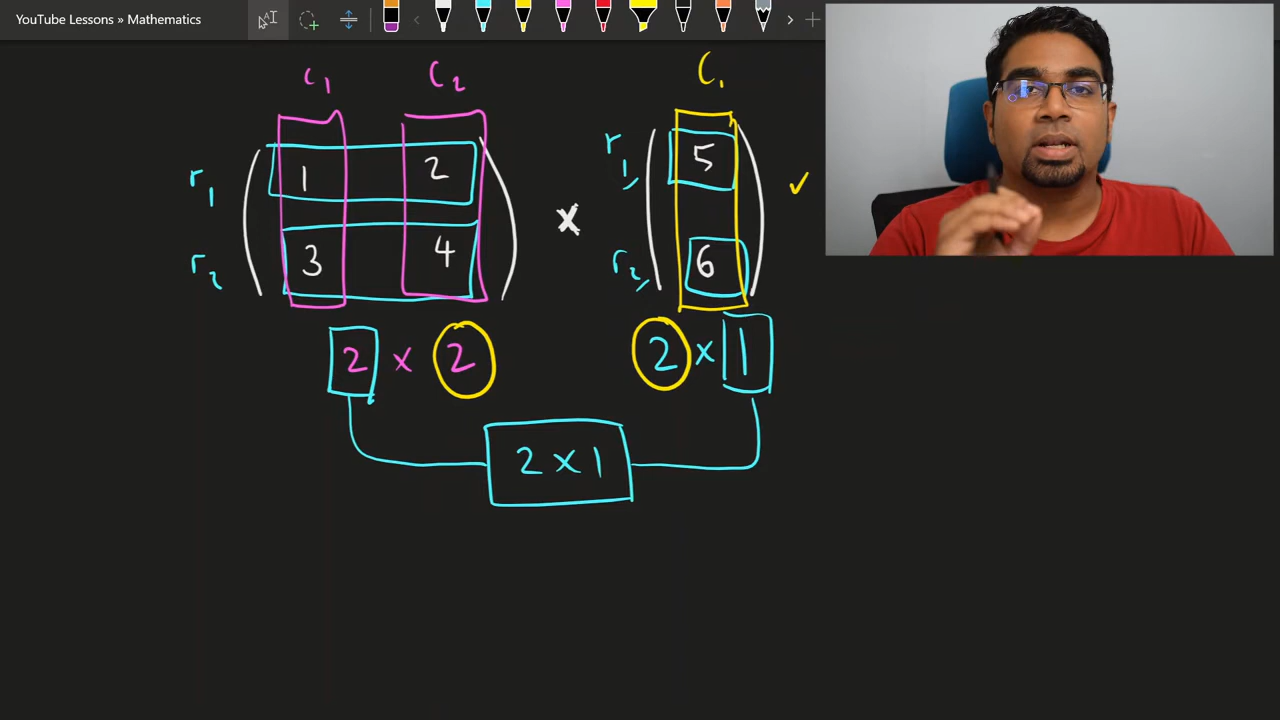 YouTube Lessons » Mathematics
C1 C2 C1
r1 1 2 × r1 5 ✓
r2 3 4 r2 6
2 × 2 2 × 1
2 × 1